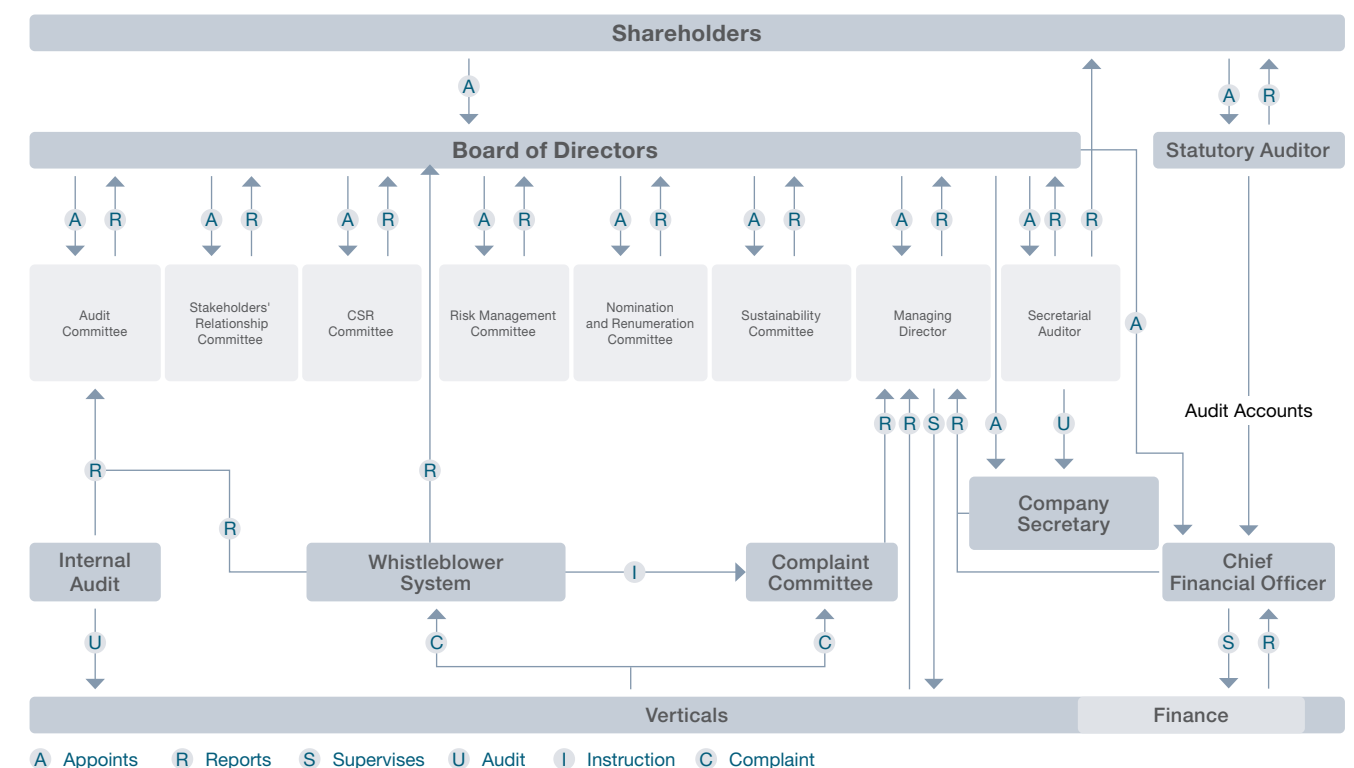 Shareholders
A
A R
Board of Directors
Statutory Auditor
A R A R A R A R A R A R A R A R R
Audit
Committee
Stakeholders'
Relationship
Committee
CSR
Committee
Risk Management
Committee
Nomination
and Renumeration
Committee
Sustainability
Committee
Managing
Director
Secretarial
Auditor
A
Audit Accounts
R R S R A U
R
R
R
Company
Secretary
Internal
Audit
Whistleblower
System
I
Complaint
Committee
Chief
Financial Officer
U
C
C
S R
Verticals
Finance
A Appoints R Reports S Supervises U Audit I Instruction C Complaint